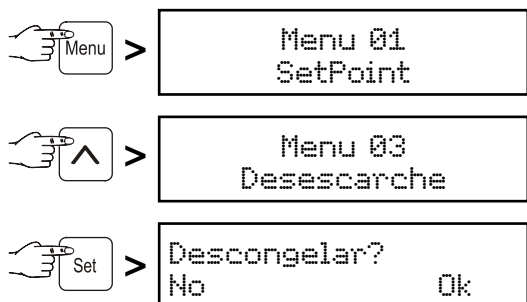 Menu > Menu 01
SetPoint
> Menu 03
Desescarche
Set > Descongelar?
No Ok